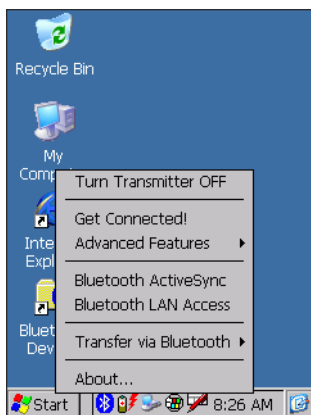 Recycle Bin
My
Comp
Turn Transmitter OFF
Get Connected!
Advanced Features
Inte
Expl
Bluetooth ActiveSync
Bluetooth LAN Access
Bluet
Dev
Transfer via Bluetooth
About...
Start
8:26 AM